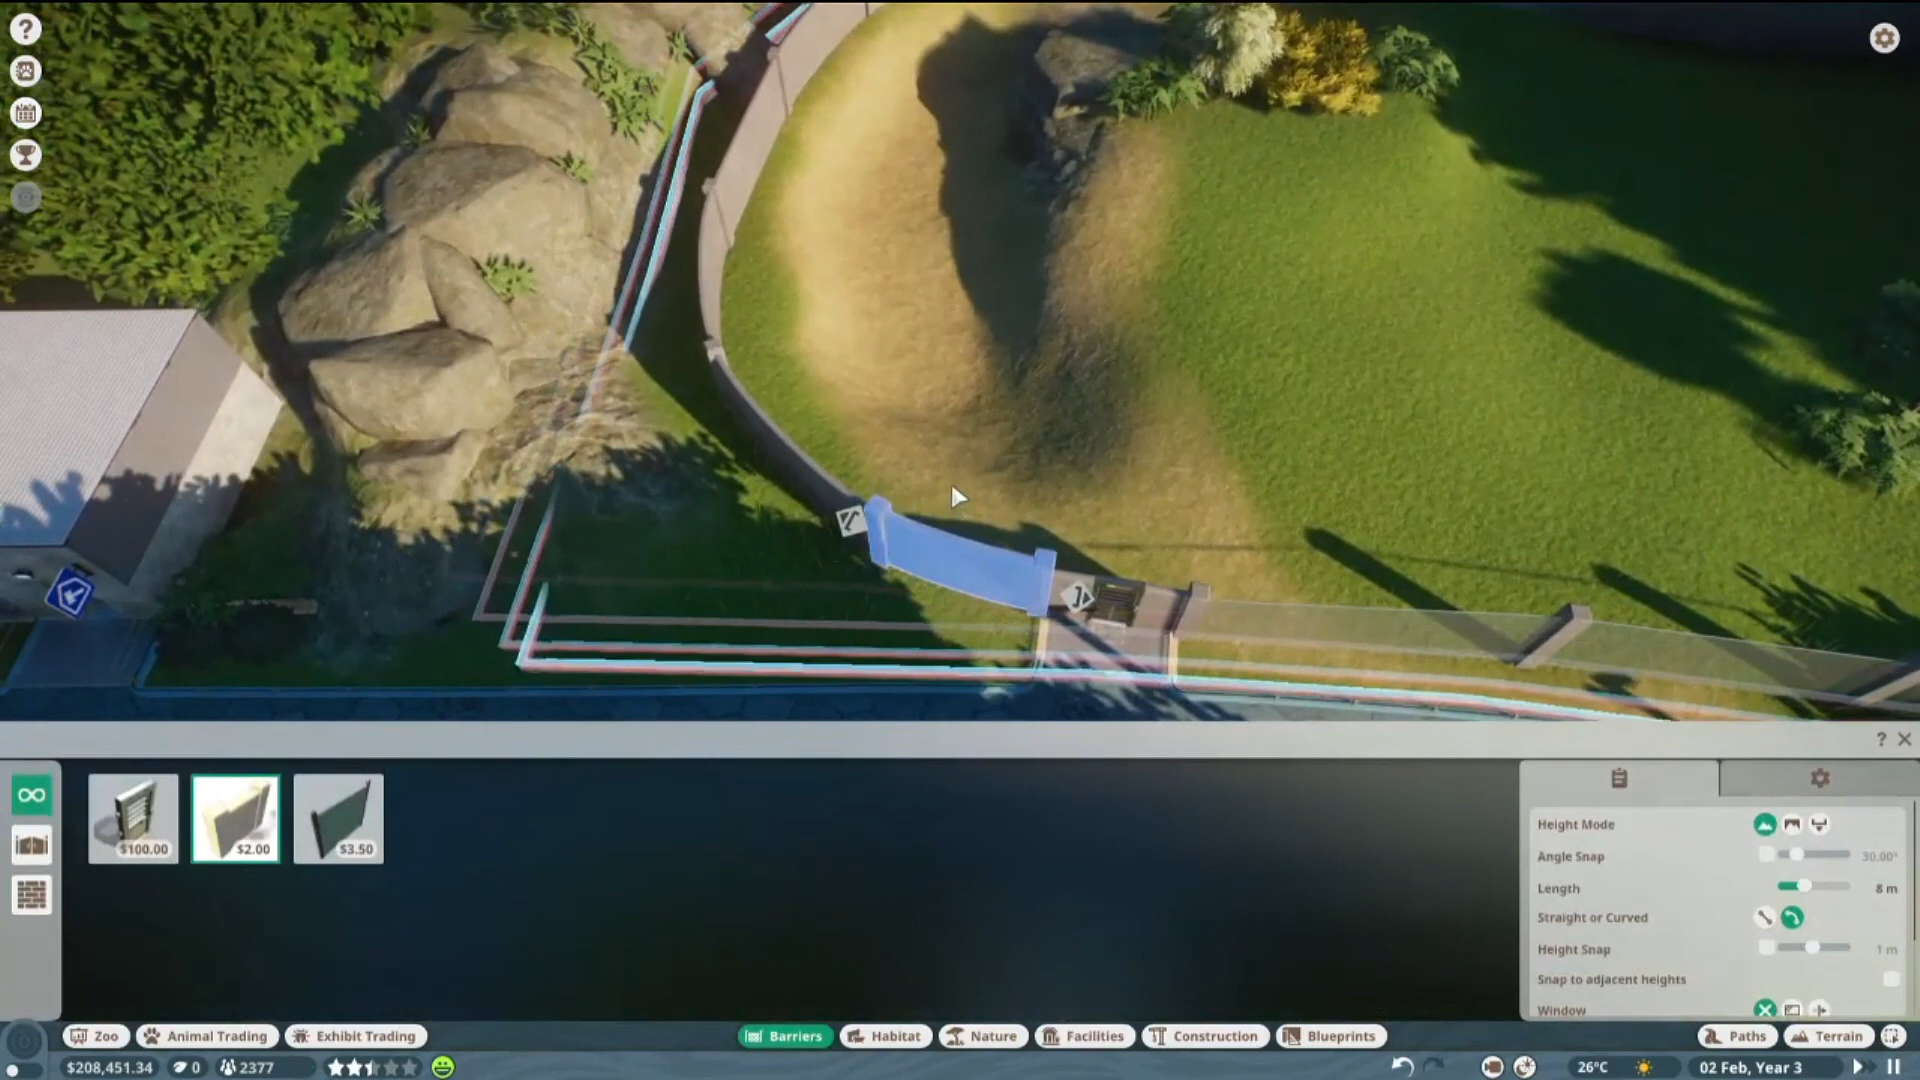 ?
? X
$100.00 $2.00 $3.50
Height Mode
Angle Snap 30.00°
Length 8 m
Straight or Curved
Height Snap 1 m
Snap to adjacent heights
Window
Zoo Animal Trading Exhibit Trading Barriers Habitat Nature Facilities Construction Blueprints Paths Terrain
$208,451.34 0 2377 26°C 02 Feb, Year 3